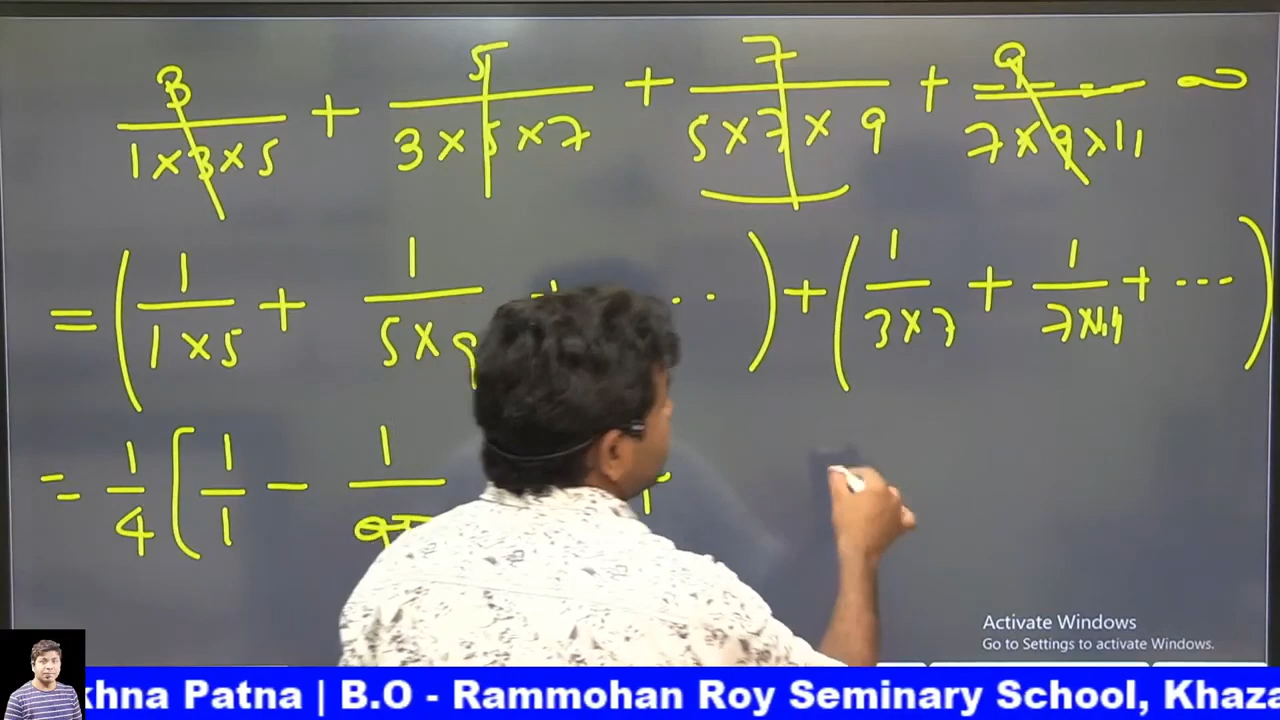 3/(1×3×5) + 5/(3×5×7) + 7/(5×7×9) + 9/(7×9×11) ∞
= (1/(1×5) + 1/(5×9 ...) + (1/(3×7) + 1/(7×11) + ----)
= 1/4 [1/1 - 1/
Activate Windows
Go to Settings to activate Windows.
khna Patna | B.O - Rammohan Roy Seminary School, Khaza